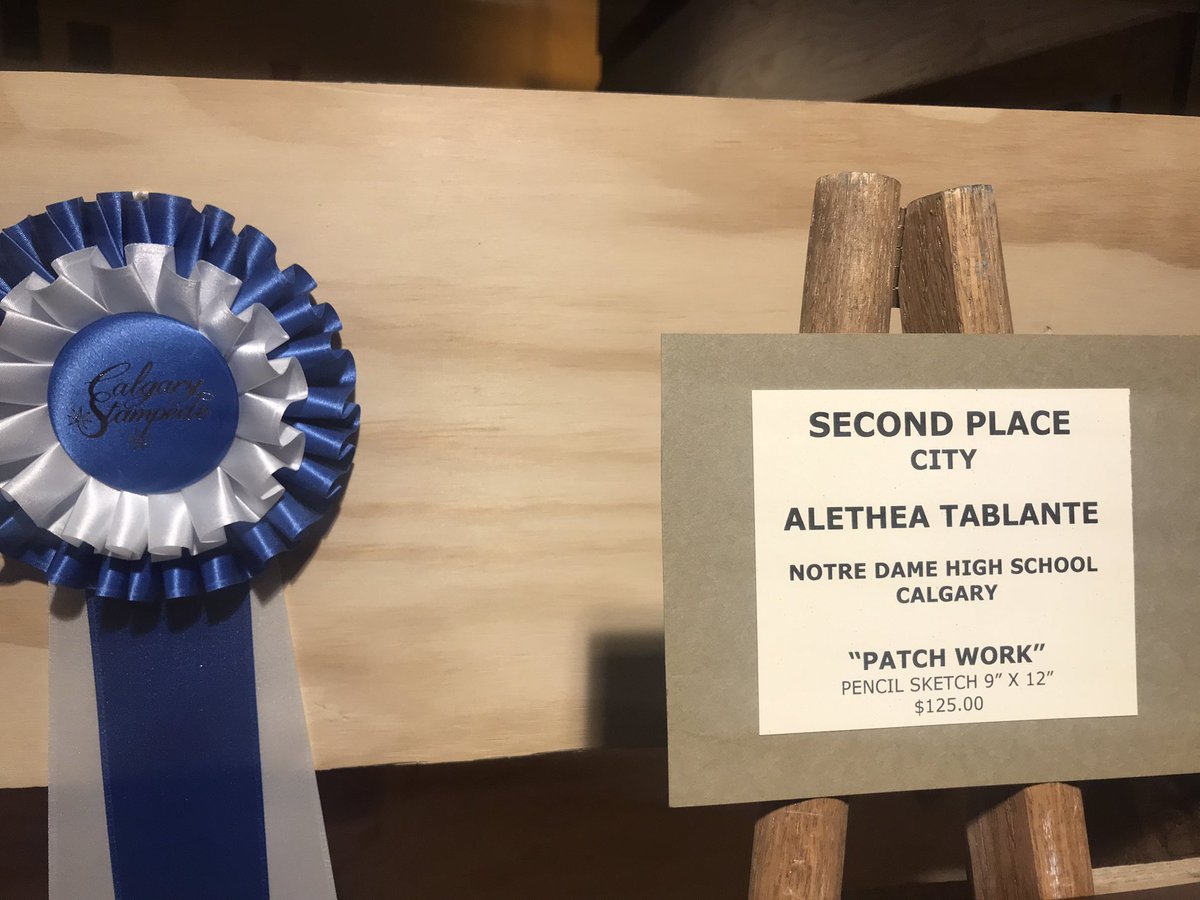 Calgary
Stampede
SECOND PLACE
CITY
ALETHEA TABLANTE
NOTRE DAME HIGH SCHOOL
CALGARY
“PATCH WORK”
PENCIL SKETCH 9” X 12”
$125.00